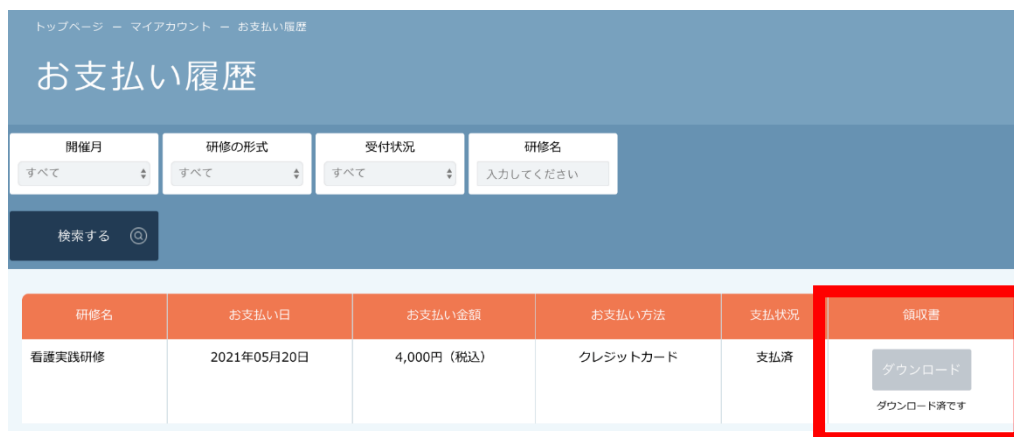 トップページ － マイアカウント － お支払い履歴
お支払い履歴
開催月 研修の形式 受付状況 研修名
すべて すべて すべて 入力してください
検索する
研修名 お支払い日 お支払い金額 お支払い方法 支払状況 領収書
看護実践研修 2021年05月20日 4,000円（税込） クレジットカード 支払済 ダウンロード
ダウンロード済です